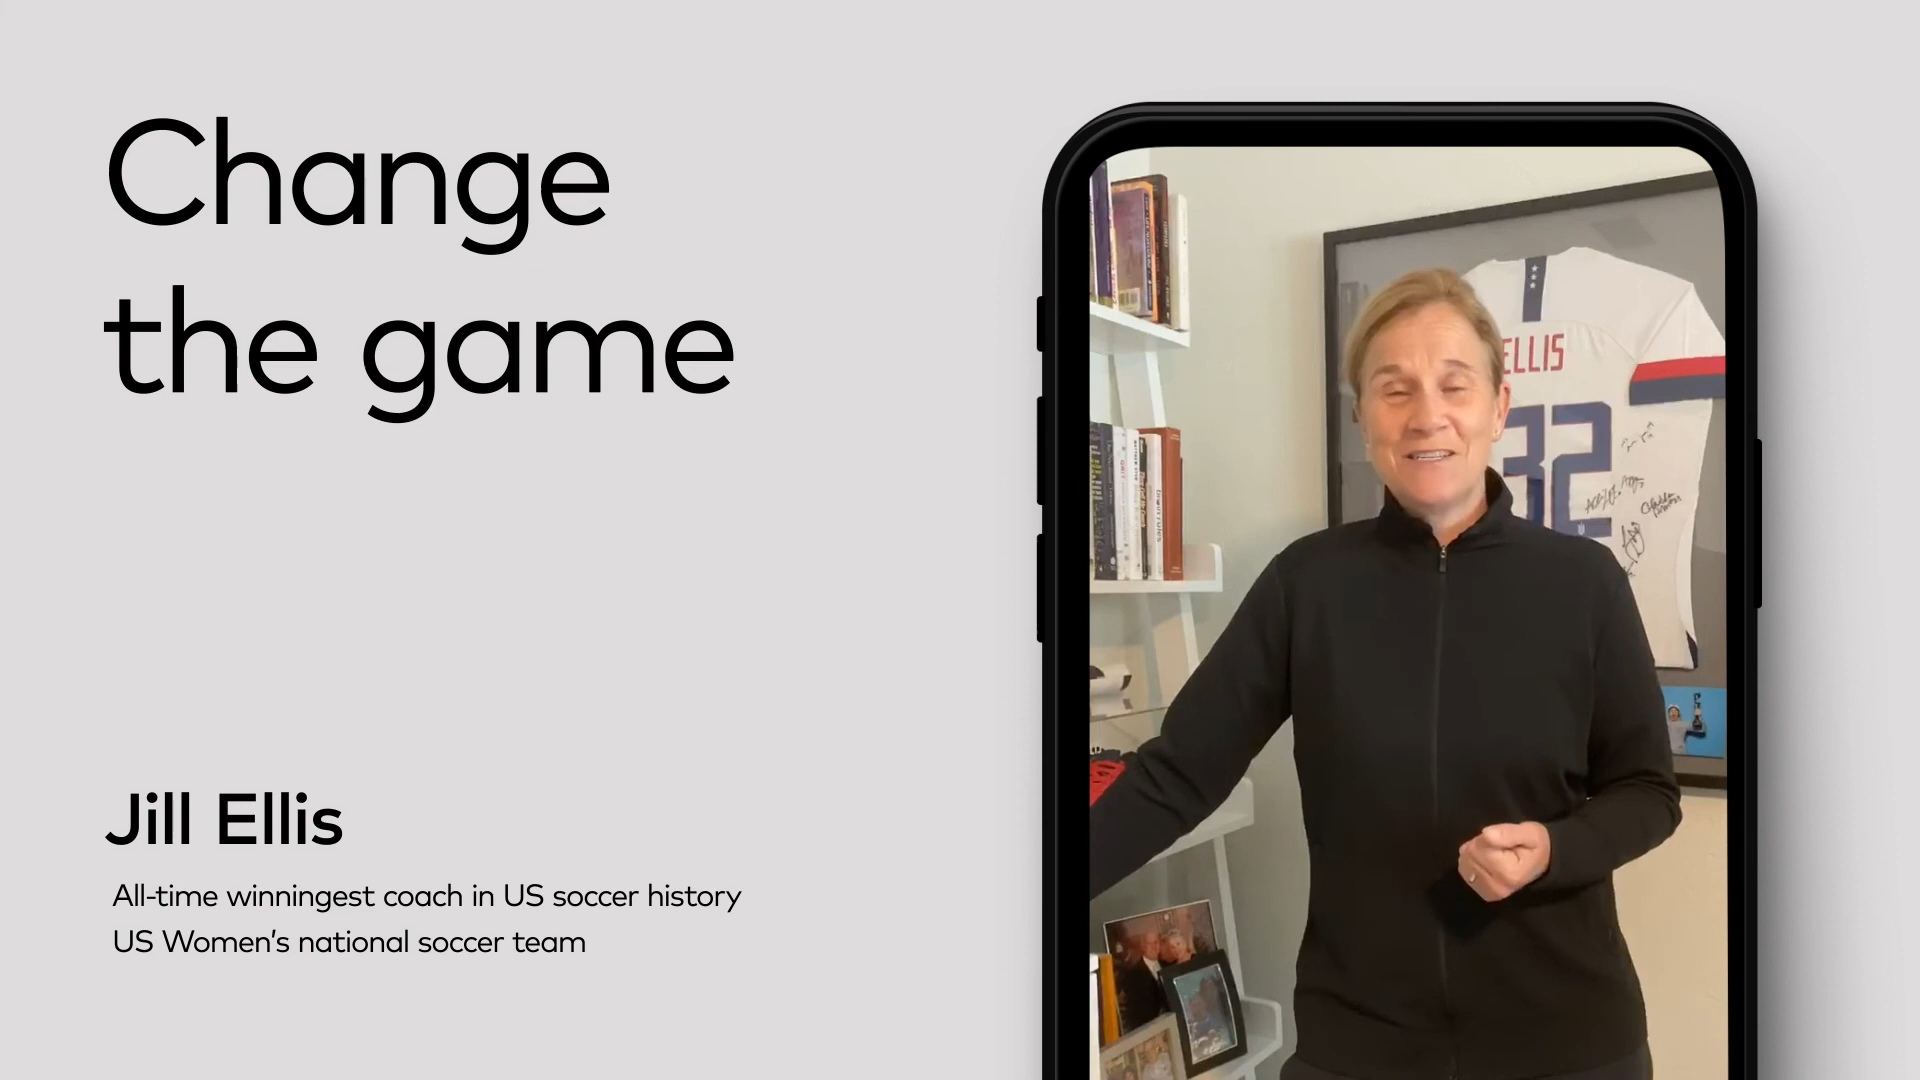 Change
the game
Jill Ellis
All-time winningest coach in US soccer history
US Women's national soccer team
ELLIS
32
GRIT